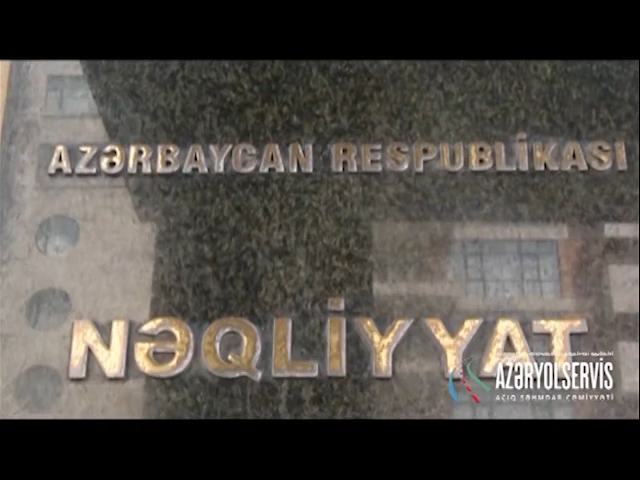 AZƏRBAYCAN RESPUBLİKASI
NƏQLİYYAT
AZƏRYOLSERVİS
AÇIQ SƏHMDAR CƏMİYYƏTİ